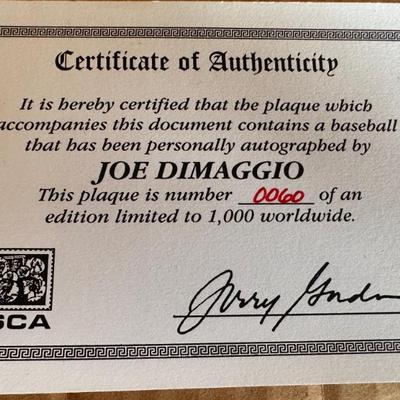 Certificate of Authenticity
It is hereby certified that the plaque which
accompanies this document contains a baseball
that has been personally autographed by
JOE DIMAGGIO
This plaque is number 0060 of an
edition limited to 1,000 worldwide.
SCA